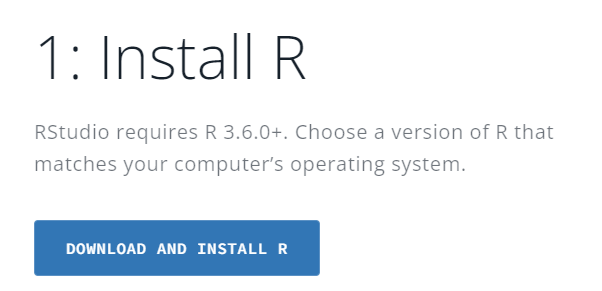 1: Install R
RStudio requires R 3.6.0+. Choose a version of R that
matches your computer’s operating system.
DOWNLOAD AND INSTALL R